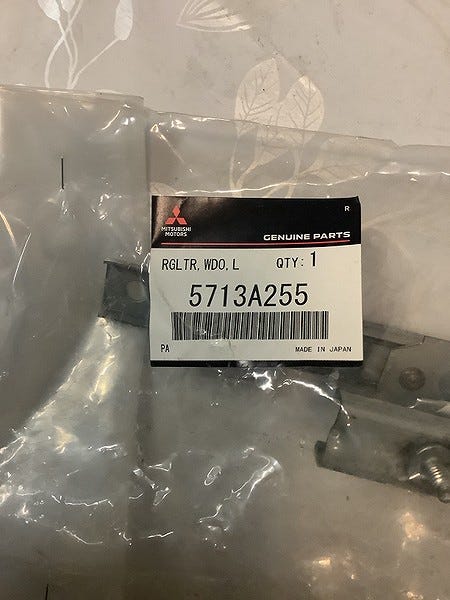 R
MITSUBISHI
MOTORS
GENUINE PARTS
RGLTR, WDO, L QTY: 1
5713A255
PA MADE IN JAPAN